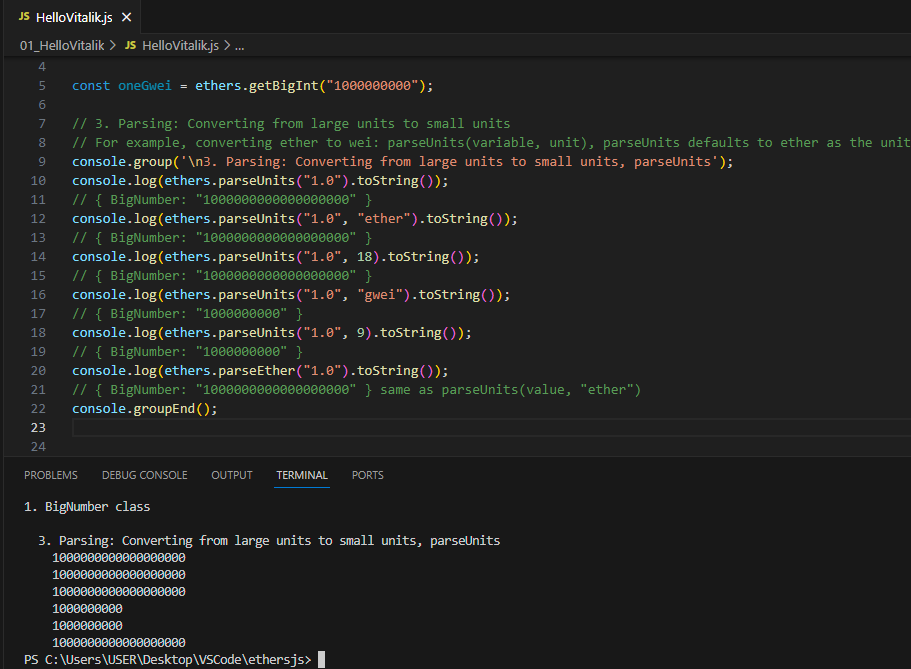 JS HelloVitalik.js ×
01_HelloVitalik > JS HelloVitalik.js > ...
4
5 const oneGwei = ethers.getBigInt("1000000000");
6
7 // 3. Parsing: Converting from large units to small units
8 // For example, converting ether to wei: parseUnits(variable, unit), parseUnits defaults to ether as the unit
9 console.group('\n3. Parsing: Converting from large units to small units, parseUnits');
10 console.log(ethers.parseUnits("1.0").toString());
11 // { BigNumber: "1000000000000000000" }
12 console.log(ethers.parseUnits("1.0", "ether").toString());
13 // { BigNumber: "1000000000000000000" }
14 console.log(ethers.parseUnits("1.0", 18).toString());
15 // { BigNumber: "1000000000000000000" }
16 console.log(ethers.parseUnits("1.0", "gwei").toString());
17 // { BigNumber: "1000000000" }
18 console.log(ethers.parseUnits("1.0", 9).toString());
19 // { BigNumber: "1000000000" }
20 console.log(ethers.parseEther("1.0").toString());
21 // { BigNumber: "1000000000000000000" } same as parseUnits(value, "ether")
22 console.groupEnd();
23
24
PROBLEMS DEBUG CONSOLE OUTPUT TERMINAL PORTS
1. BigNumber class
3. Parsing: Converting from large units to small units, parseUnits
1000000000000000000
1000000000000000000
1000000000000000000
1000000000
1000000000
1000000000000000000
PS C:\Users\USER\Desktop\VSCode\ethersjs>